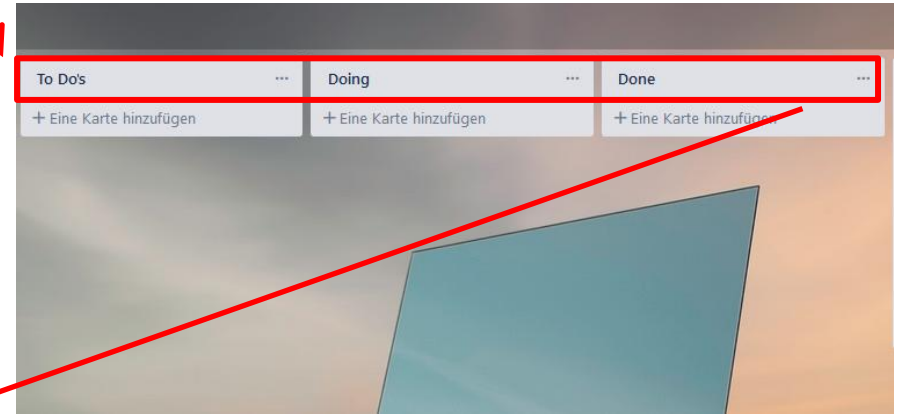 To Do's ··· Doing ··· Done ···
+ Eine Karte hinzufügen + Eine Karte hinzufügen + Eine Karte hinzufügen